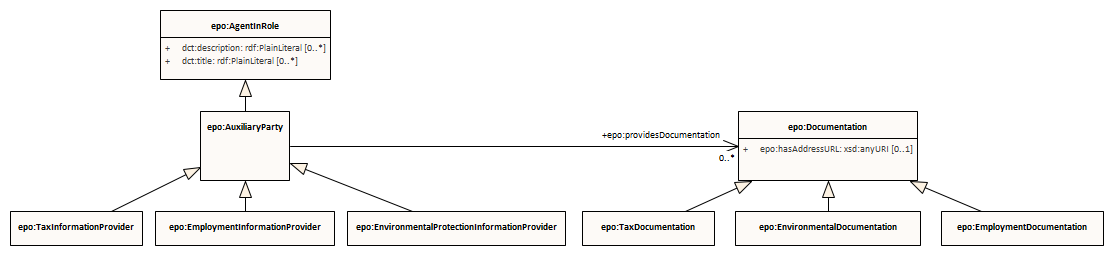 epo:AgentInRole
+ dct:description: rdf:PlainLiteral [0..*]
+ dct:title: rdf:PlainLiteral [0..*]
epo:AuxiliaryParty
+epo:providesDocumentation
0..*
epo:Documentation
+ epo:hasAddressURL: xsd:anyURI [0..1]
epo:TaxInformationProvider
epo:EmploymentInformationProvider
epo:EnvironmentalProtectionInformationProvider
epo:TaxDocumentation
epo:EnvironmentalDocumentation
epo:EmploymentDocumentation